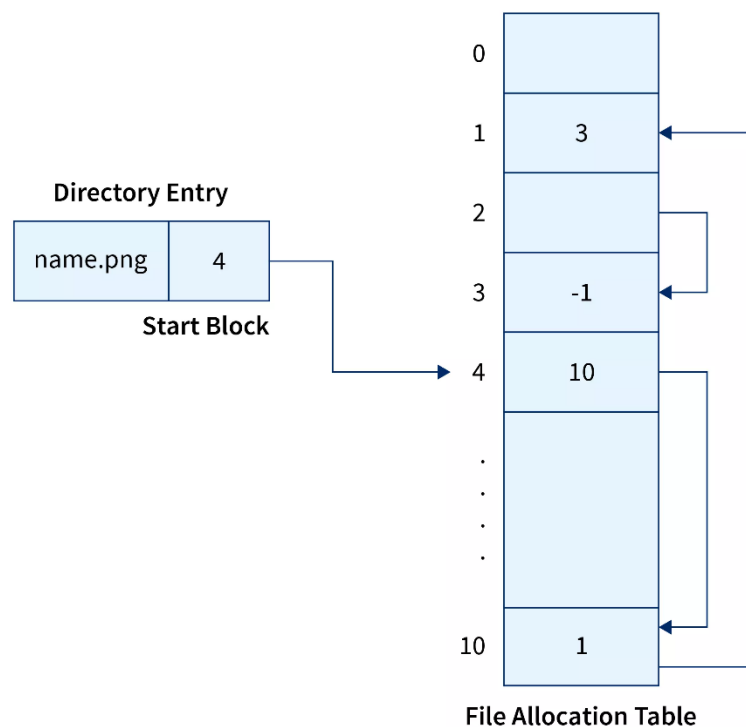 Directory Entry
name.png 4
Start Block
0
1 3
2
3 -1
4 10
.
.
.
.
10 1
File Allocation Table